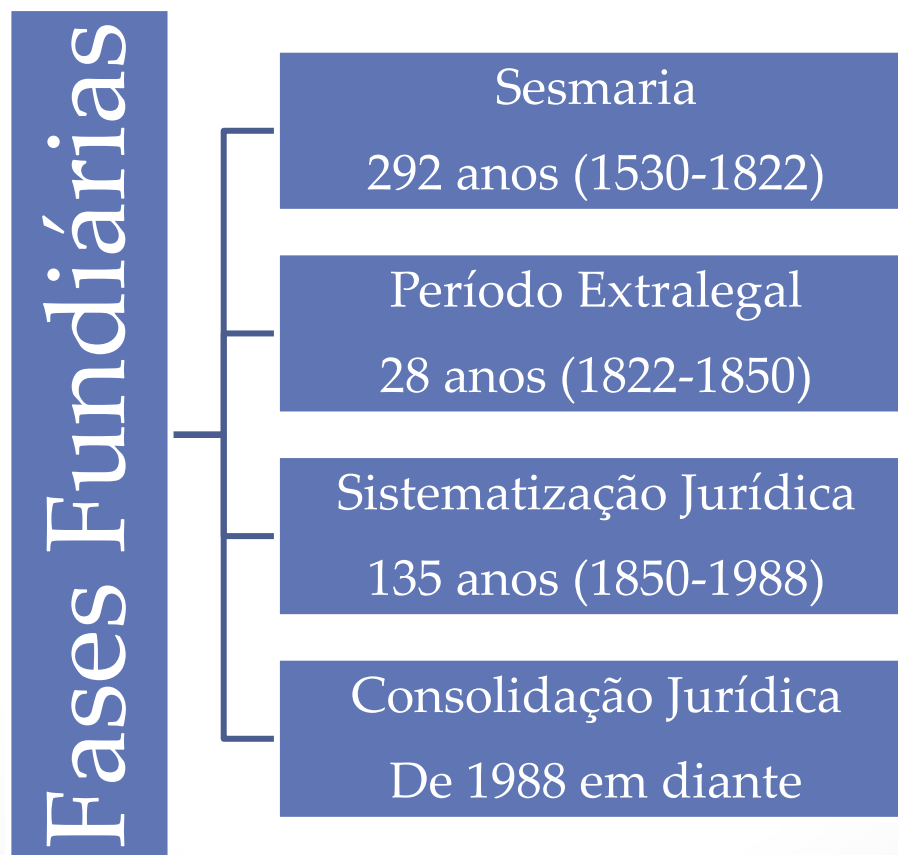 Fases Fundiárias
Sesmaria
292 anos (1530-1822)
Período Extralegal
28 anos (1822-1850)
Sistematização Jurídica
135 anos (1850-1988)
Consolidação Jurídica
De 1988 em diante